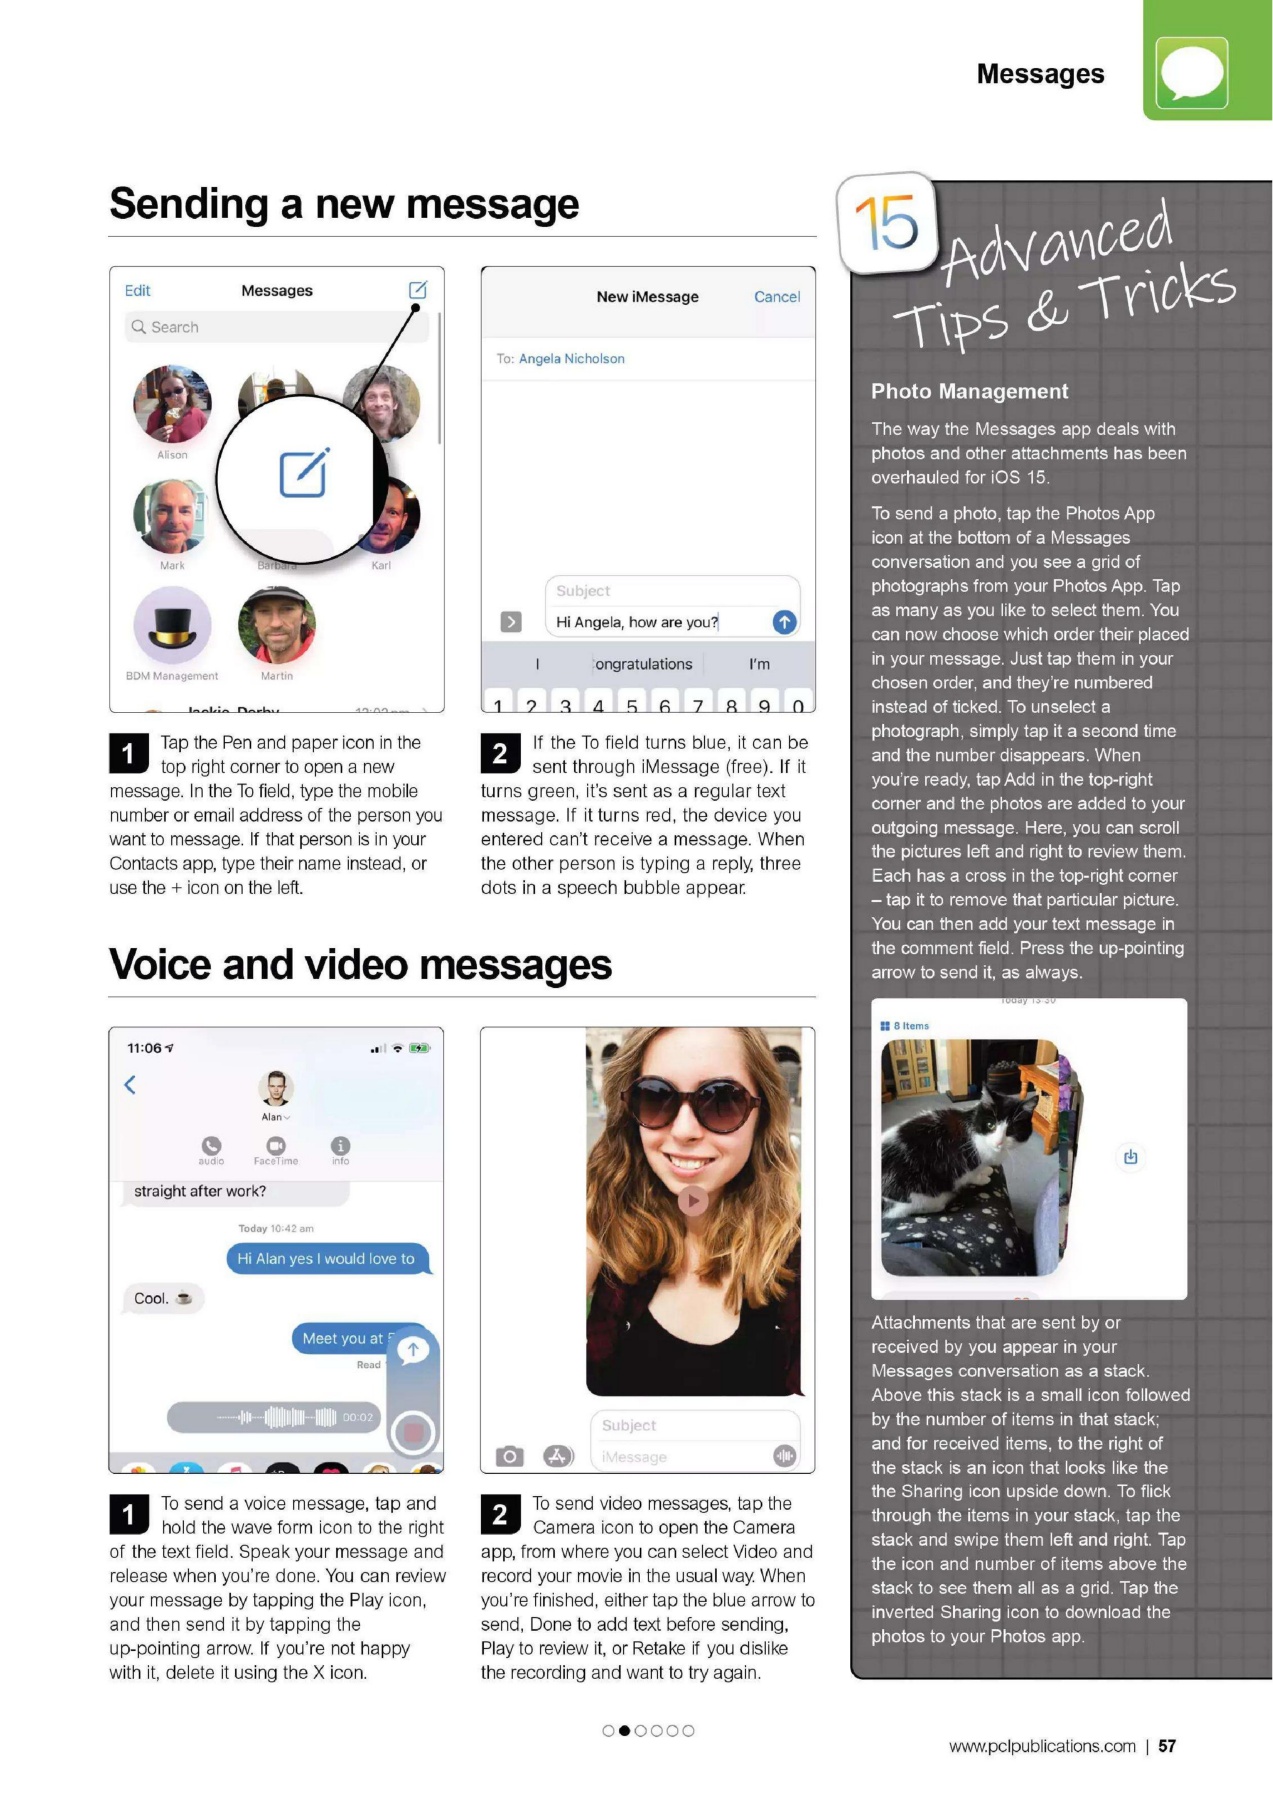 Messages
Sending a new message
Edit
Messages
Search
Alison
Mark
Barbara
Karl
BDM Management
Martin
Jackie Derby
New iMessage
Cancel
To: Angela Nicholson
Subject
Hi Angela, how are you?
I
ongratulations
I'm
1 2 3 4 5 6 7 8 9 0
1
Tap the Pen and paper icon in the
top right corner to open a new
message. In the To field, type the mobile
number or email address of the person you
want to message. If that person is in your
Contacts app, type their name instead, or
use the + icon on the left.
2
If the To field turns blue, it can be
sent through iMessage (free). If it
turns green, it's sent as a regular text
message. If it turns red, the device you
entered can't receive a message. When
the other person is typing a reply, three
dots in a speech bubble appear.
Voice and video messages
11:06
Alan
audio
FaceTime
info
straight after work?
Today 10:42 am
Hi Alan yes I would love to
Cool.
Meet you at
Read
00:02
Subject
iMessage
1
To send a voice message, tap and
hold the wave form icon to the right
of the text field. Speak your message and
release when you're done. You can review
your message by tapping the Play icon,
and then send it by tapping the
up-pointing arrow. If you're not happy
with it, delete it using the X icon.
2
To send video messages, tap the
Camera icon to open the Camera
app, from where you can select Video and
record your movie in the usual way. When
you're finished, either tap the blue arrow to
send, Done to add text before sending,
Play to review it, or Retake if you dislike
the recording and want to try again.
15
Advanced
Tips & Tricks
Photo Management
The way the Messages app deals with
photos and other attachments has been
overhauled for iOS 15.
To send a photo, tap the Photos App
icon at the bottom of a Messages
conversation and you see a grid of
photographs from your Photos App. Tap
as many as you like to select them. You
can now choose which order their placed
in your message. Just tap them in your
chosen order, and they're numbered
instead of ticked. To unselect a
photograph, simply tap it a second time
and the number disappears. When
you're ready, tap Add in the top-right
corner and the photos are added to your
outgoing message. Here, you can scroll
the pictures left and right to review them.
Each has a cross in the top-right corner
– tap it to remove that particular picture.
You can then add your text message in
the comment field. Press the up-pointing
arrow to send it, as always.
Today 13:30
8 Items
Attachments that are sent by or
received by you appear in your
Messages conversation as a stack.
Above this stack is a small icon followed
by the number of items in that stack;
and for received items, to the right of
the stack is an icon that looks like the
the Sharing icon upside down. To flick
through the items in your stack, tap the
stack and swipe them left and right. Tap
the icon and number of items above the
stack to see them all as a grid. Tap the
inverted Sharing icon to download the
photos to your Photos app.
www.pclpublications.com | 57